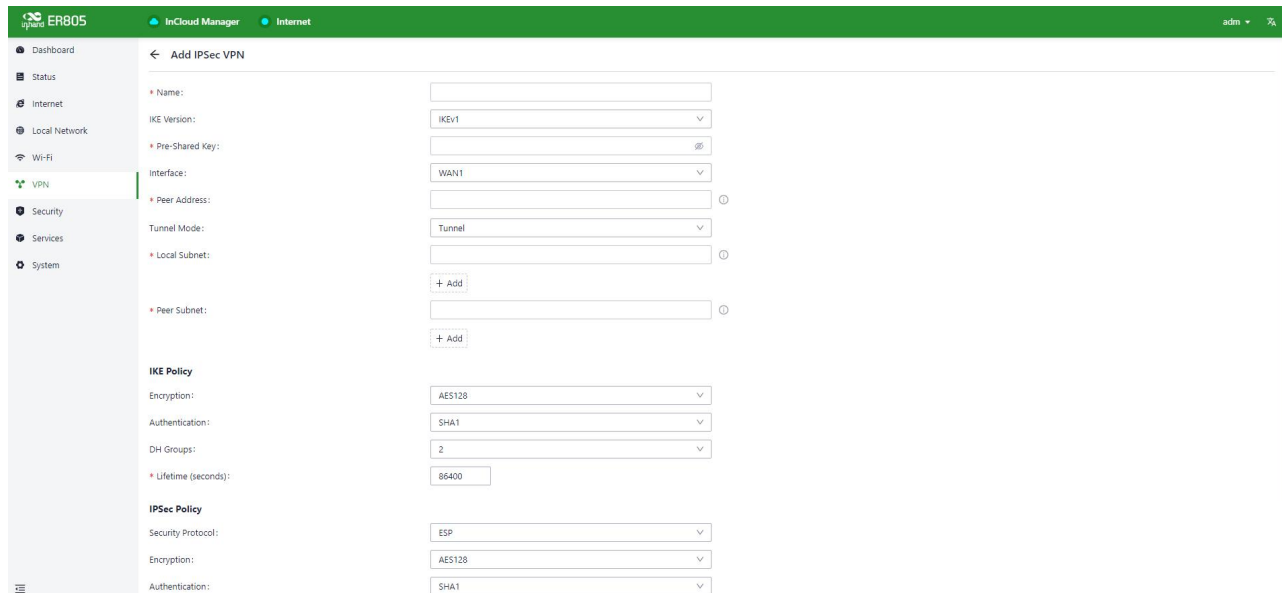 inhand ER805 InCloud Manager Internet adm
Dashboard
Status
Internet
Local Network
Wi-Fi
VPN
Security
Services
System
Add IPSec VPN
* Name:
IKE Version: IKEv1
* Pre-Shared Key:
Interface: WAN1
* Peer Address:
Tunnel Mode: Tunnel
* Local Subnet:
+ Add
* Peer Subnet:
+ Add
IKE Policy
Encryption: AES128
Authentication: SHA1
DH Groups: 2
* Lifetime (seconds): 86400
IPSec Policy
Security Protocol: ESP
Encryption: AES128
Authentication: SHA1